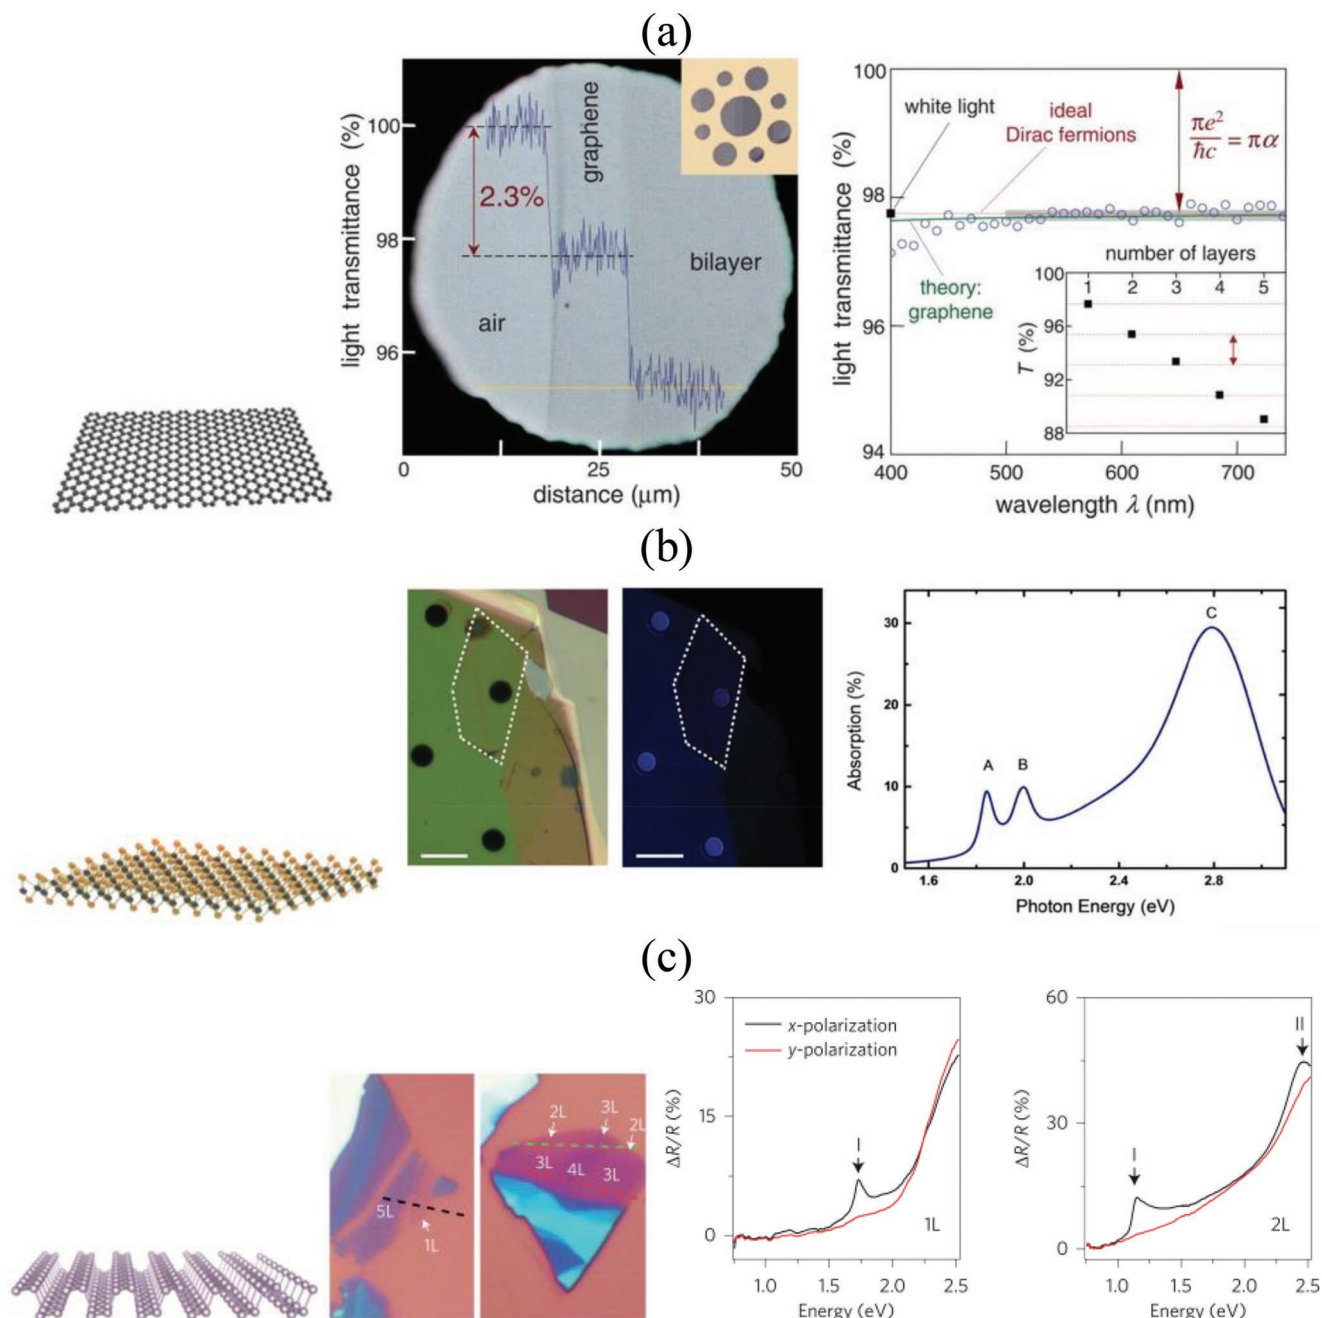 (a)
light transmittance (%)
100
98
96
2.3%
graphene
air
bilayer
0
25
50
distance (μm)
light transmittance (%)
100
98
96
94
white light
ideal
Dirac fermions
πe²/ħc = πα
theory:
graphene
number of layers
1 2 3 4 5
T (%)
100
96
92
88
400 500 600 700
wavelength λ (nm)
(b)
Absorption (%)
30
20
10
0
A
B
C
1.6 2.0 2.4 2.8
Photon Energy (eV)
(c)
5L
1L
2L
3L
2L
3L
4L
3L
ΔR/R (%)
30
15
0
x-polarization
y-polarization
I
1L
1.0 1.5 2.0 2.5
Energy (eV)
ΔR/R (%)
60
30
0
I
II
2L
1.0 1.5 2.0 2.5
Energy (eV)